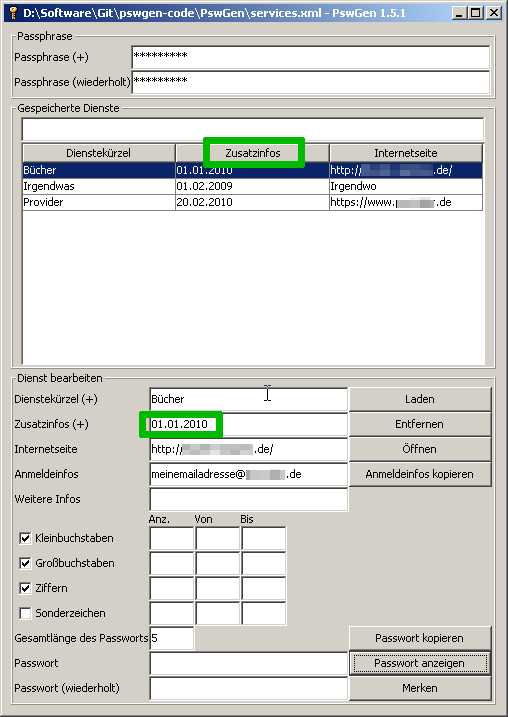 D:\Software\Git\pswgen-code\PswGen\services.xml - PswGen 1.5.1
Passphrase
Passphrase (+) *********
Passphrase (wiederholt) *********
Gespeicherte Dienste
Dienstekürzel Zusatzinfos Internetseite
Bücher 01.01.2010 http:/ .de/
Irgendwas 01.02.2009 Irgendwo
Provider 20.02.2010 https://www. r.de
Dienst bearbeiten
Dienstekürzel (+) Bücher Laden
Zusatzinfos (+) 01.01.2010 Entfernen
Internetseite http:/ .de/ Öffnen
Anmeldeinfos meinemailadresse@ .de Anmeldeinfos kopieren
Weitere Infos
Anz. Von Bis
Kleinbuchstaben
Großbuchstaben
Ziffern
Sonderzeichen
Gesamtlänge des Passworts 5 Passwort kopieren
Passwort Passwort anzeigen
Passwort (wiederholt) Merken